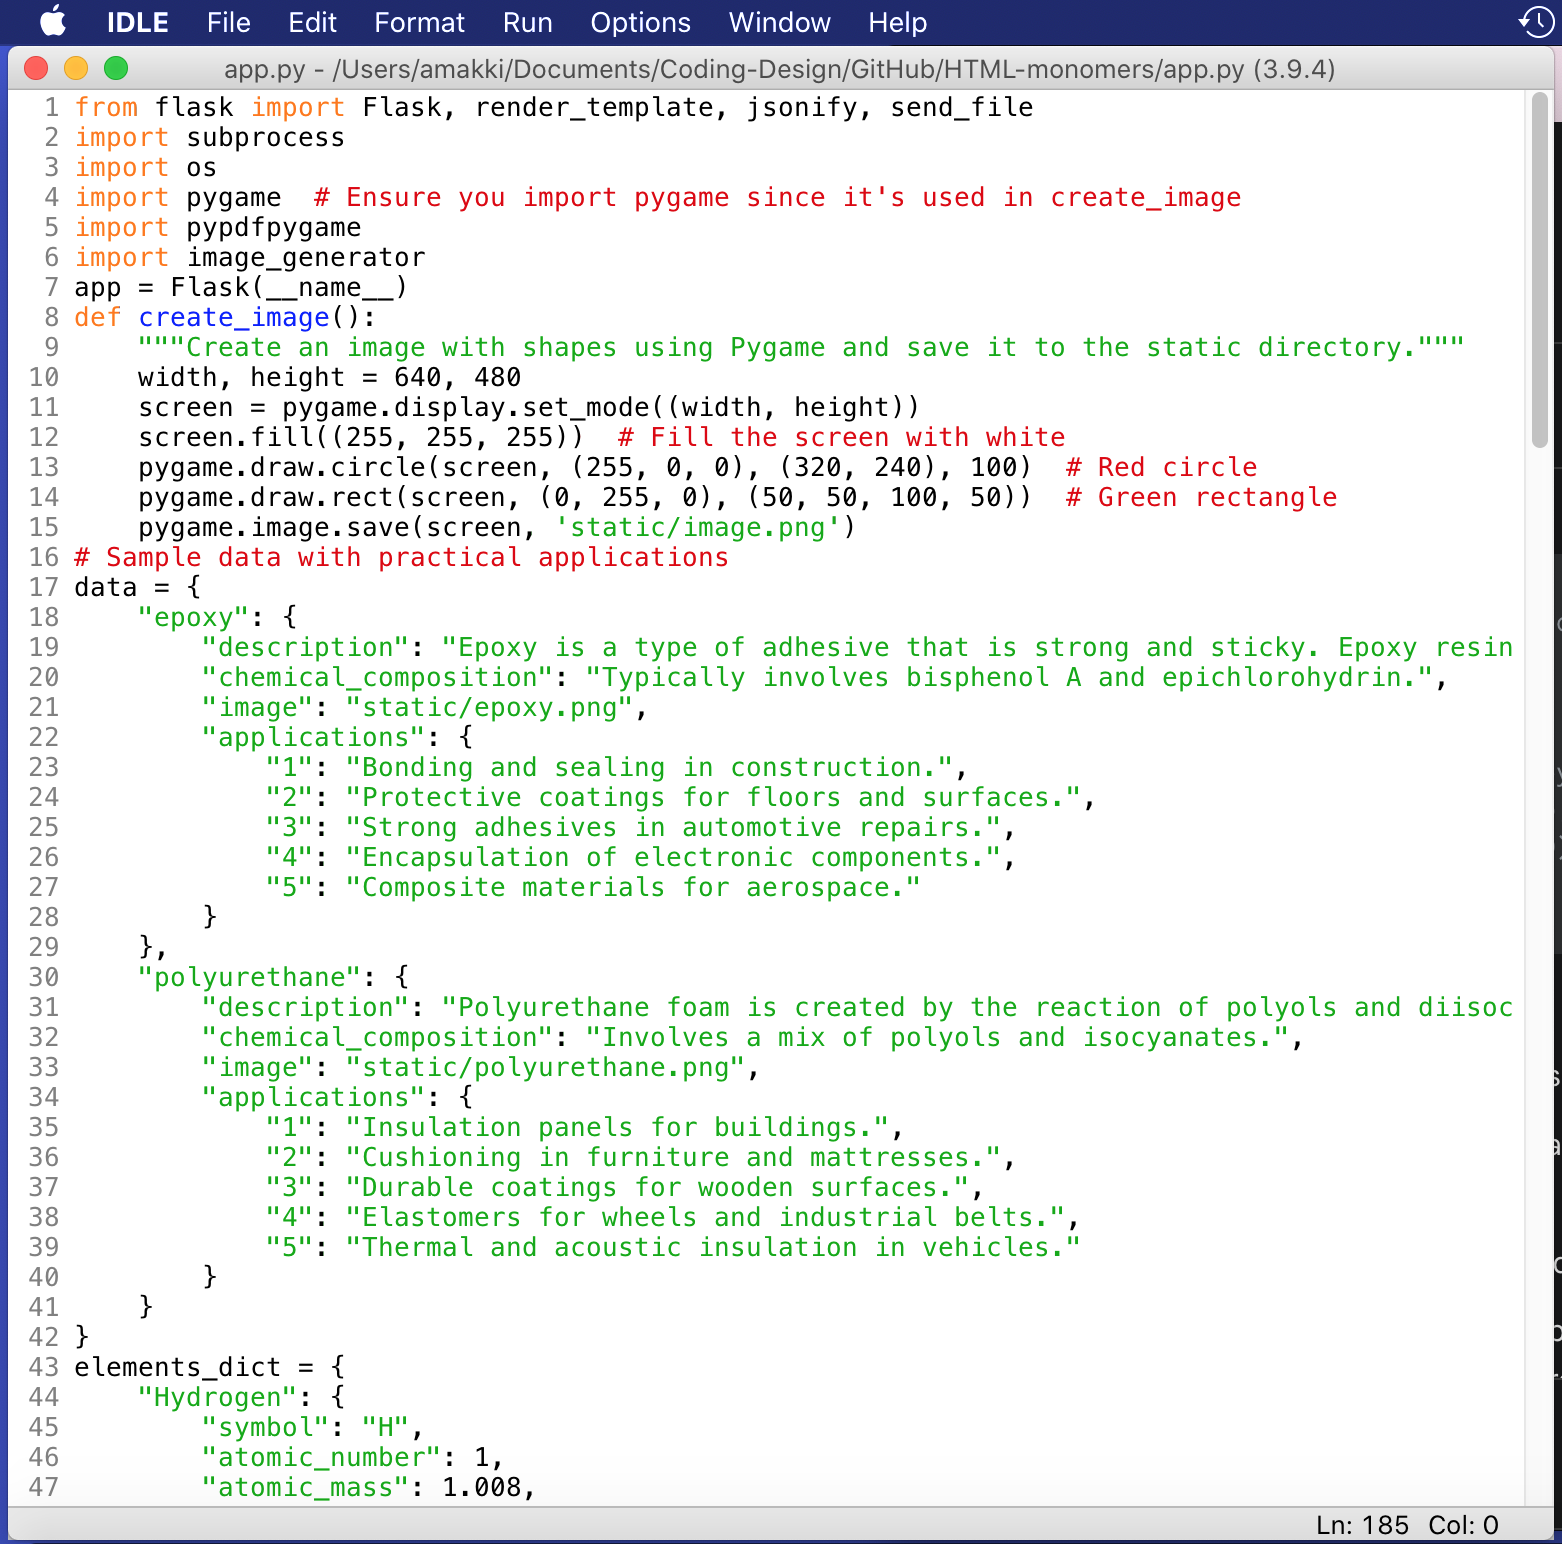 IDLE File Edit Format Run Options Window Help
app.py - /Users/amakki/Documents/Coding-Design/GitHub/HTML-monomers/app.py (3.9.4)
1 from flask import Flask, render_template, jsonify, send_file
2 import subprocess
3 import os
4 import pygame  # Ensure you import pygame since it's used in create_image
5 import pypdfpygame
6 import image_generator
7 app = Flask(__name__)
8 def create_image():
9     """Create an image with shapes using Pygame and save it to the static directory."""
10     width, height = 640, 480
11     screen = pygame.display.set_mode((width, height))
12     screen.fill((255, 255, 255))  # Fill the screen with white
13     pygame.draw.circle(screen, (255, 0, 0), (320, 240), 100)  # Red circle
14     pygame.draw.rect(screen, (0, 255, 0), (50, 50, 100, 50))  # Green rectangle
15     pygame.image.save(screen, 'static/image.png')
16 # Sample data with practical applications
17 data = {
18     "epoxy": {
19         "description": "Epoxy is a type of adhesive that is strong and sticky. Epoxy resin
20         "chemical_composition": "Typically involves bisphenol A and epichlorohydrin.",
21         "image": "static/epoxy.png",
22         "applications": {
23             "1": "Bonding and sealing in construction.",
24             "2": "Protective coatings for floors and surfaces.",
25             "3": "Strong adhesives in automotive repairs.",
26             "4": "Encapsulation of electronic components.",
27             "5": "Composite materials for aerospace."
28         }
29     },
30     "polyurethane": {
31         "description": "Polyurethane foam is created by the reaction of polyols and diisoc
32         "chemical_composition": "Involves a mix of polyols and isocyanates.",
33         "image": "static/polyurethane.png",
34         "applications": {
35             "1": "Insulation panels for buildings.",
36             "2": "Cushioning in furniture and mattresses.",
37             "3": "Durable coatings for wooden surfaces.",
38             "4": "Elastomers for wheels and industrial belts.",
39             "5": "Thermal and acoustic insulation in vehicles."
40         }
41     }
42 }
43 elements_dict = {
44     "Hydrogen": {
45         "symbol": "H",
46         "atomic_number": 1,
47         "atomic_mass": 1.008,
Ln: 185 Col: 0